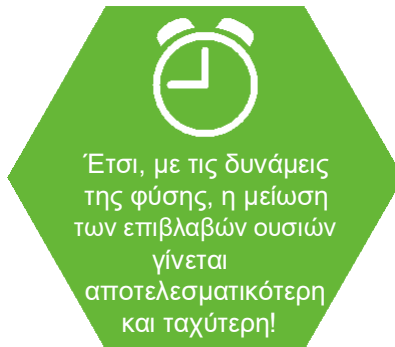 Έτσι, με τις δυνάμεις
της φύσης, η μείωση
των επιβλαβών ουσιών
γίνεται
αποτελεσματικότερη
και ταχύτερη!